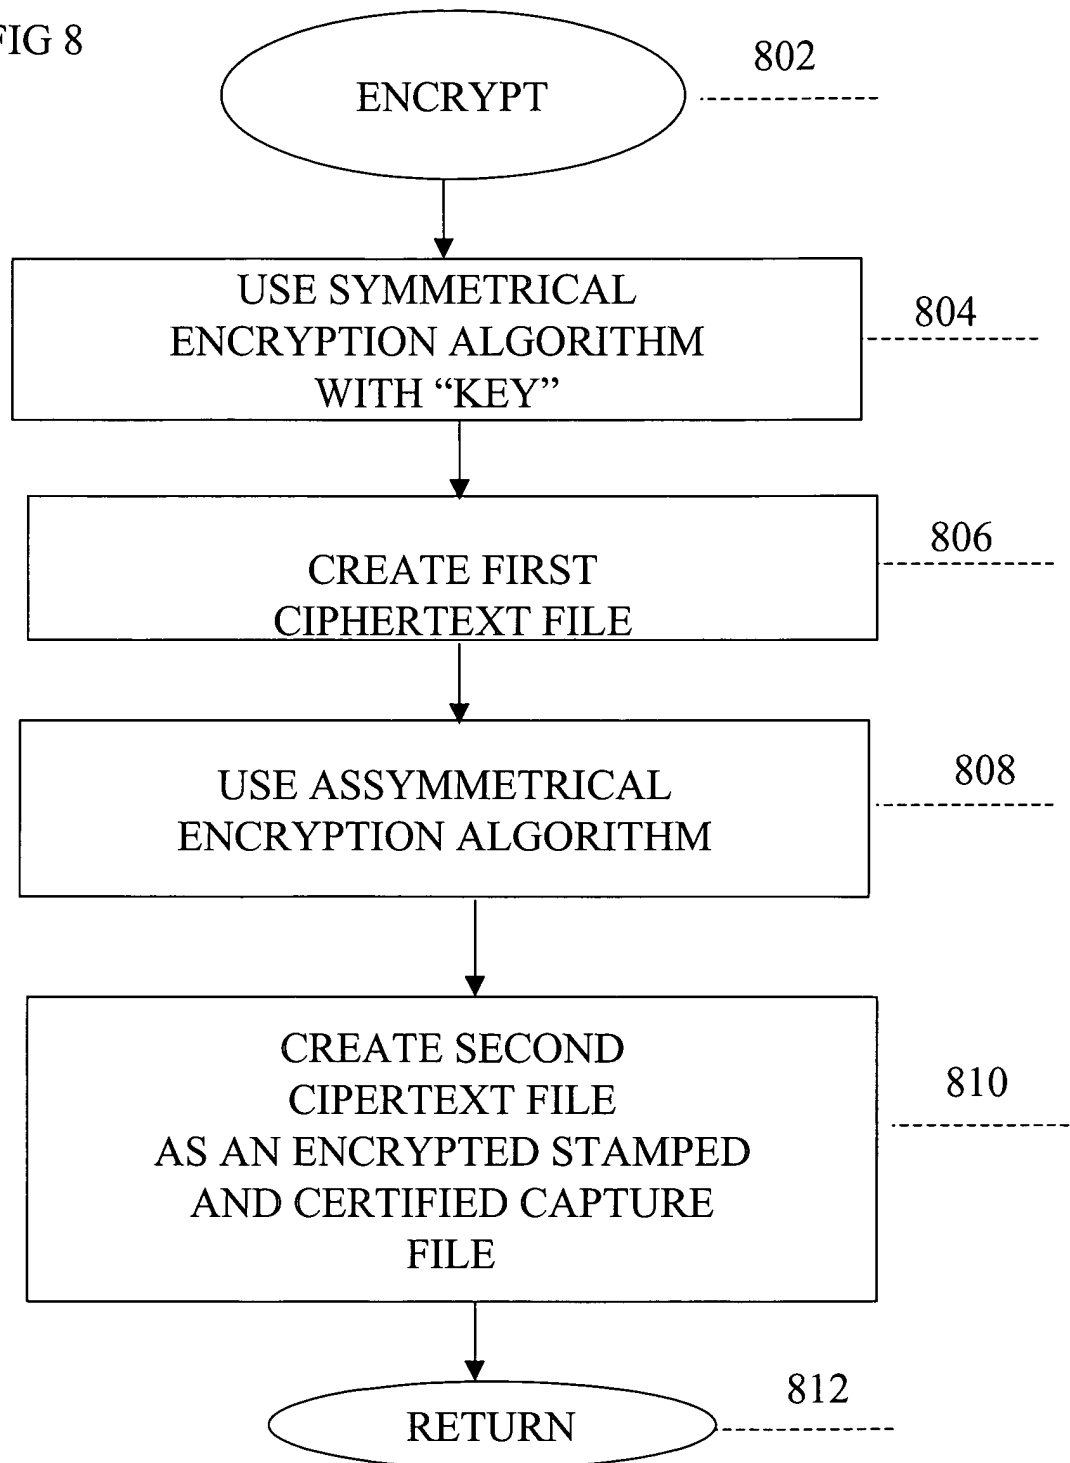 FIG 8
802
ENCRYPT
USE SYMMETRICAL
804
ENCRYPTION ALGORITHM
WITH “KEY”
806
CREATE FIRST
CIPHERTEXT FILE
808
USE ASSYMMETRICAL
ENCRYPTION ALGORITHM
CREATE SECOND
810
CIPERTEXT FILE
AS AN ENCRYPTED STAMPED
AND CERTIFIED CAPTURE
FILE
812
RETURN